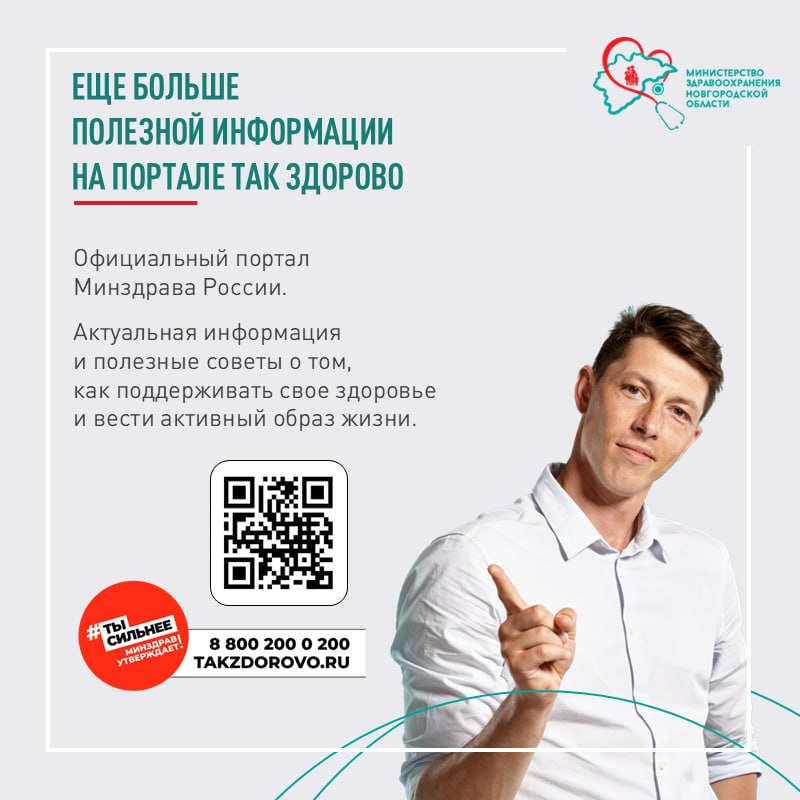 МИНИСТЕРСТВО
ЗДРАВООХРАНЕНИЯ
НОВГОРОДСКОЙ
ОБЛАСТИ
ЕЩЕ БОЛЬШЕ
ПОЛЕЗНОЙ ИНФОРМАЦИИ
НА ПОРТАЛЕ ТАК ЗДОРОВО
Официальный портал
Минздрава России.
Актуальная информация
и полезные советы о том,
как поддерживать свое здоровье
и вести активный образ жизни.
#ТЫ
СИЛЬНЕЕ
МИНЗДРАВ
УТВЕРЖДАЕТ!
8 800 200 0 200
TAKZDOROVO.RU